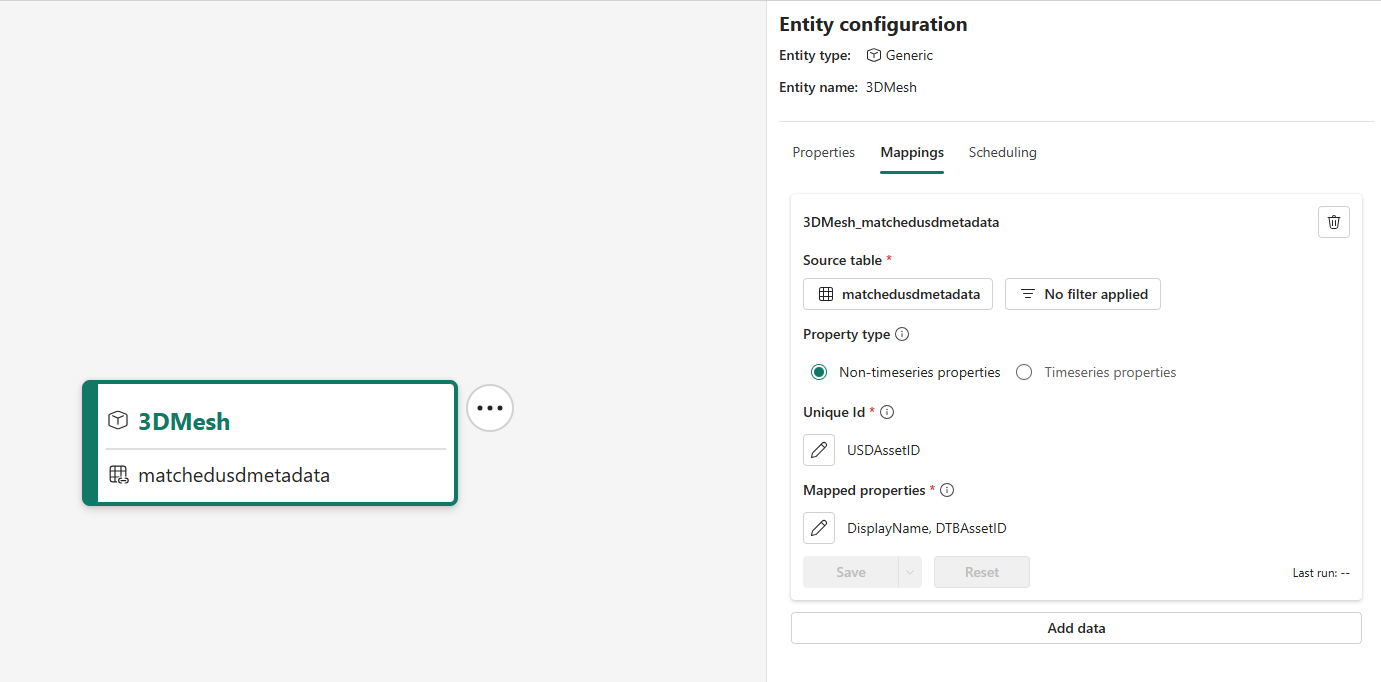 3DMesh
matchedusdmetadata
Entity configuration
Entity type: Generic
Entity name: 3DMesh
Properties Mappings Scheduling
3DMesh_matchedusdmetadata
Source table *
matchedusdmetadata No filter applied
Property type
Non-timeseries properties Timeseries properties
Unique Id *
USDAssetID
Mapped properties *
DisplayName, DTBAssetID
Save Reset Last run: --
Add data